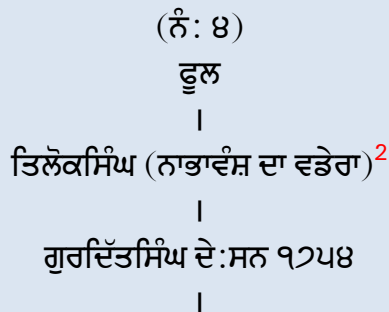 (ਨੰ: ੪)
ਫੂਲ
।
ਤਿਲੋਕਸਿੰਘ (ਨਾਭਾਵੰਸ਼ ਦਾ ਵਡੇਰਾ)2
।
ਗੁਰਦਿੱਤਸਿੰਘ ਦੇ:ਸਨ ੧੭੫੪
।